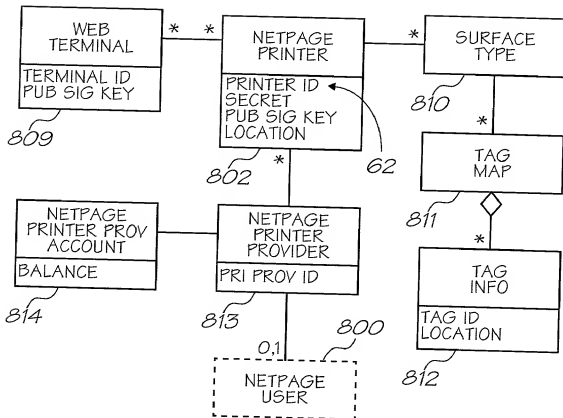 WEB
TERMINAL
TERMINAL ID
PUB SIG KEY
809
*
*
NETPAGE
PRINTER
PRINTER ID
SECRET
PUB SIG KEY
LOCATION
802
62
*
*
SURFACE
TYPE
810
*
TAG
MAP
811
*
TAG
INFO
TAG ID
LOCATION
812
NETPAGE
PRINTER PROV
ACCOUNT
BALANCE
814
NETPAGE
PRINTER
PROVIDER
PRI PROV ID
813
0,1
800
NETPAGE
USER